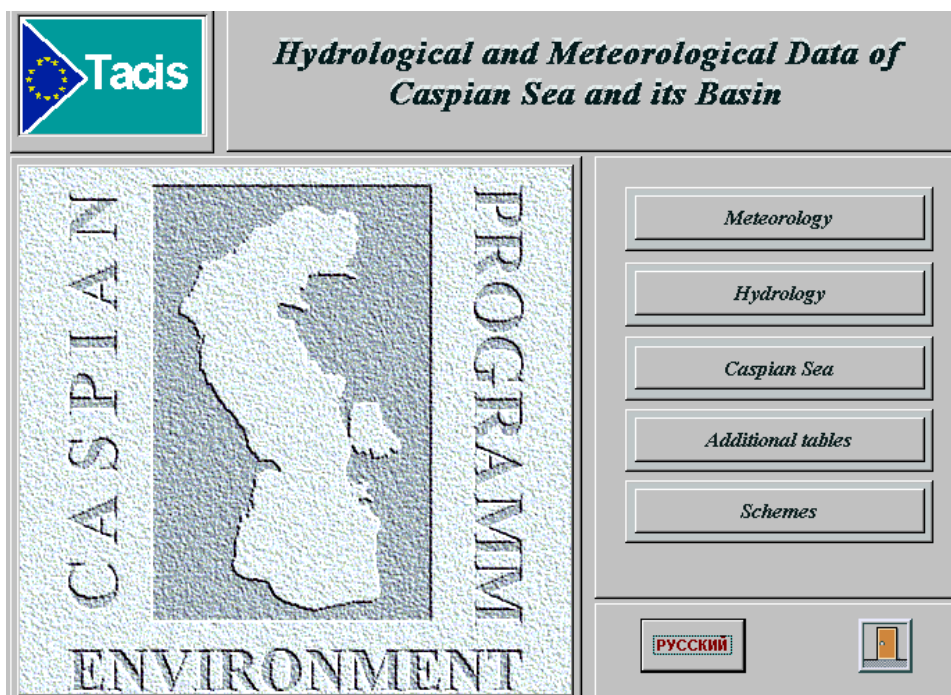 Tacis
Hydrological and Meteorological Data of
Caspian Sea and its Basin
CASPIAN
ENVIRONMENT
PROGRAMM
Meteorology
Hydrology
Caspian Sea
Additional tables
Schemes
РУССКИЙ